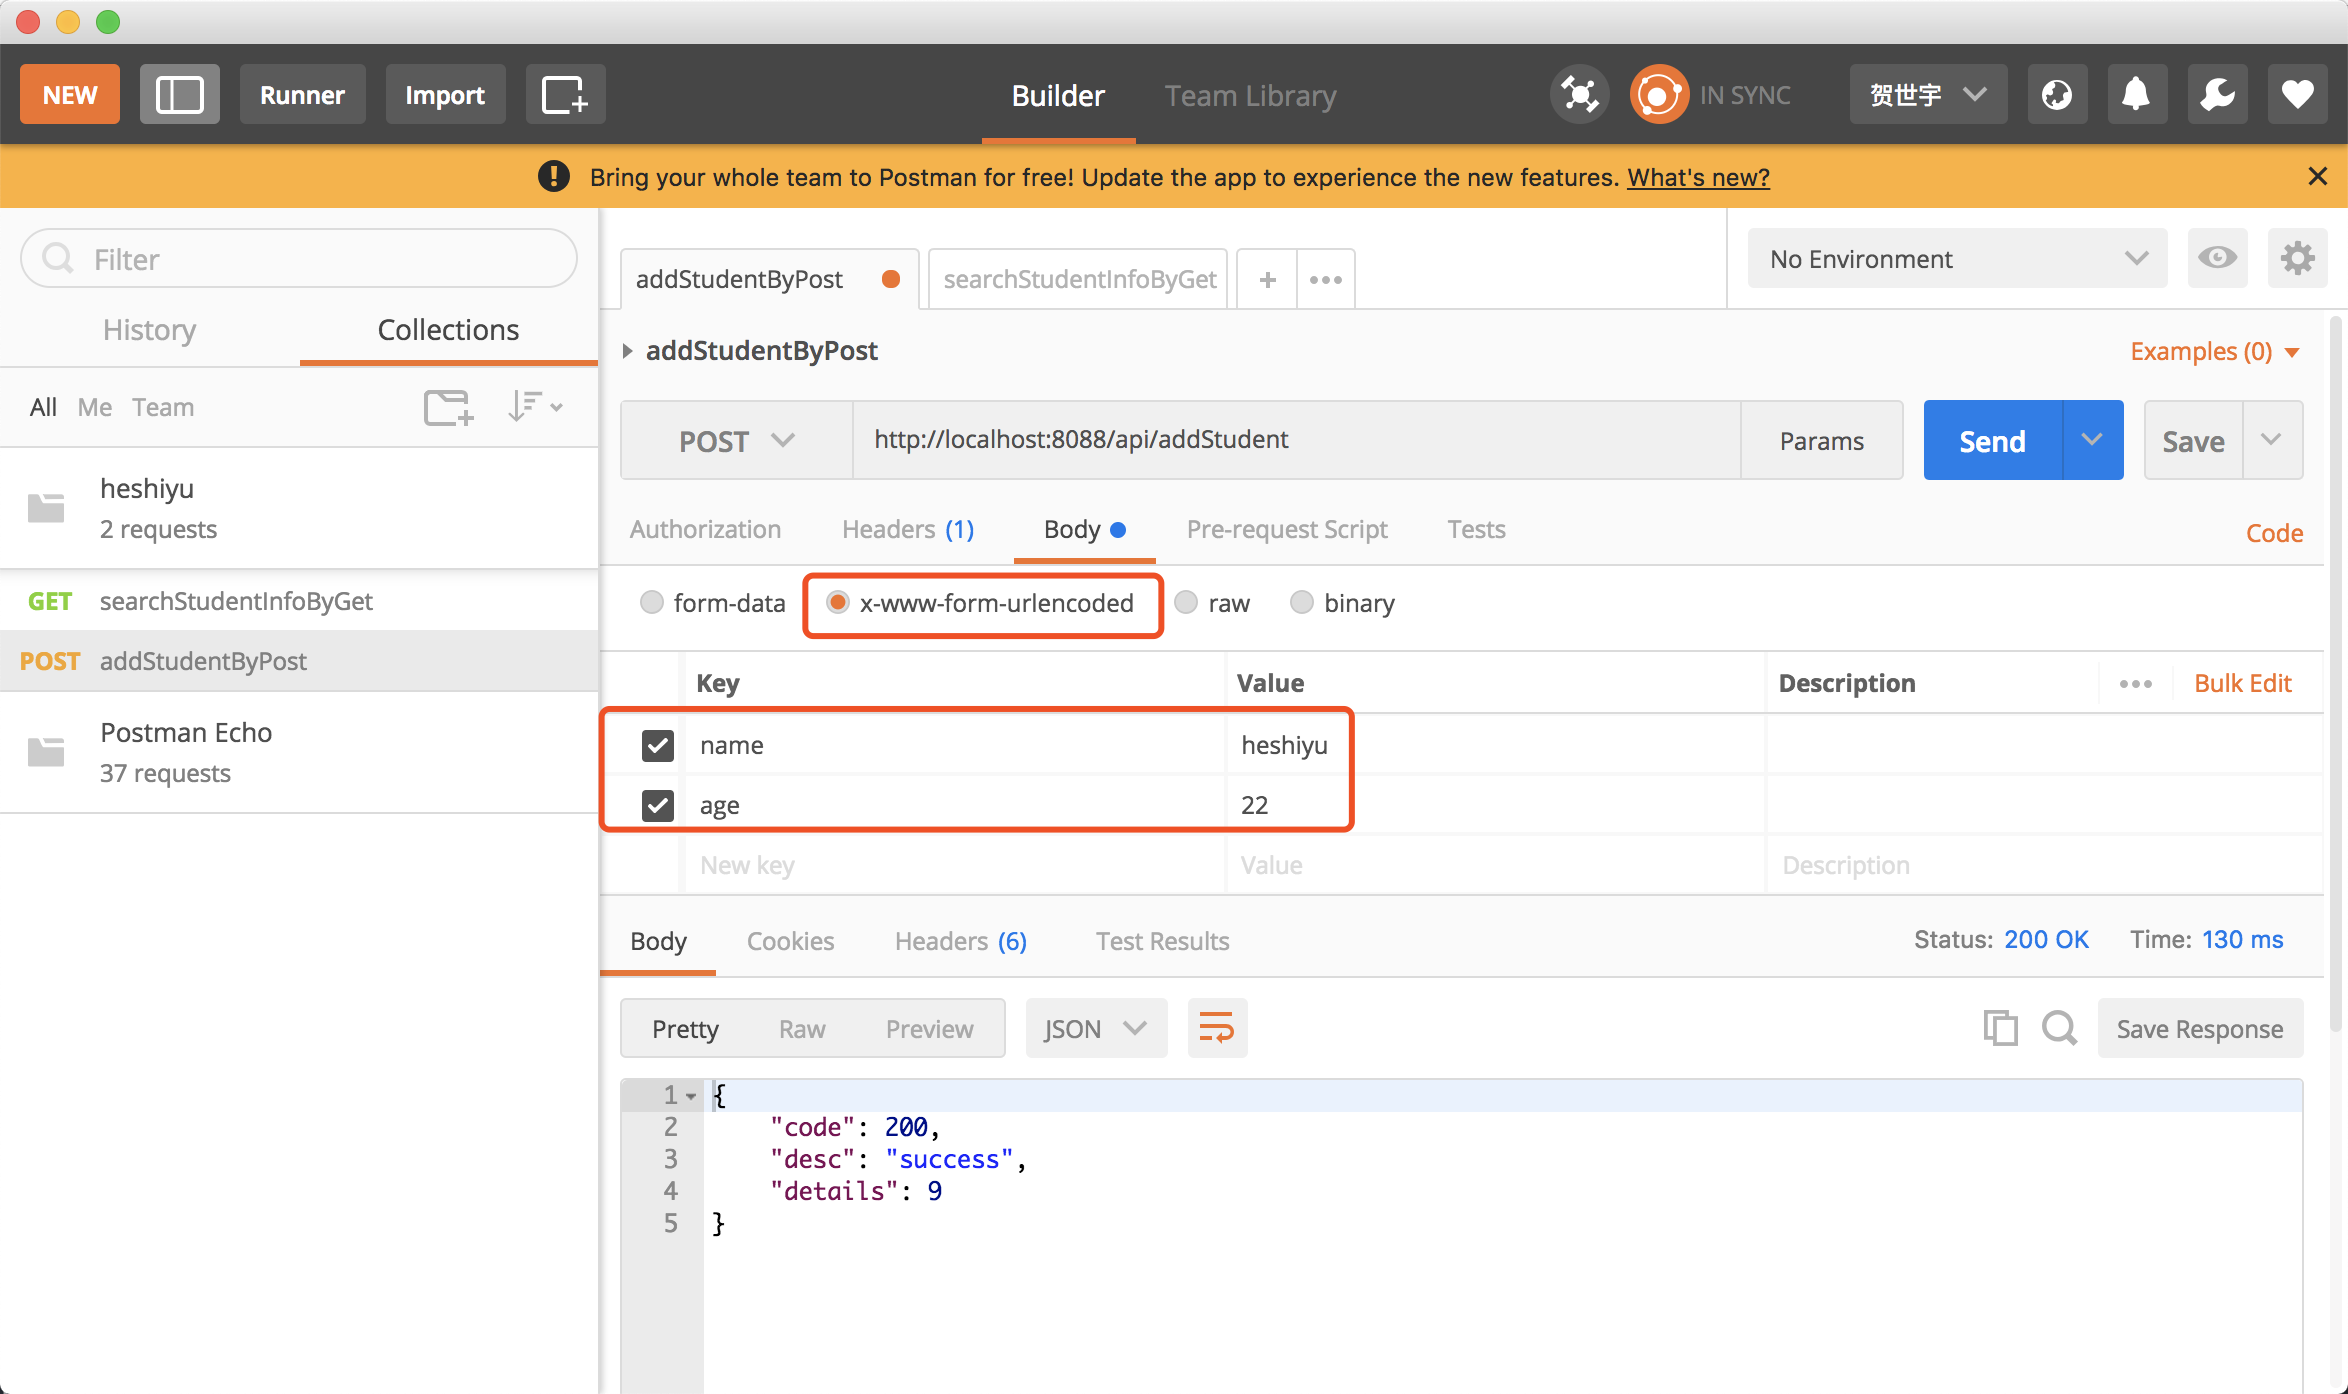 NEW Runner Import Builder Team Library IN SYNC 贺世宇
Bring your whole team to Postman for free! Update the app to experience the new features. What's new?
Filter
History Collections
All Me Team
heshiyu
2 requests
GET searchStudentInfoByGet
POST addStudentByPost
Postman Echo
37 requests
addStudentByPost searchStudentInfoByGet + No Environment
addStudentByPost Examples (0)
POST http://localhost:8088/api/addStudent Params Send Save
Authorization Headers (1) Body Pre-request Script Tests Code
form-data x-www-form-urlencoded raw binary
Key Value Description Bulk Edit
name heshiyu
age 22
New key Value Description
Body Cookies Headers (6) Test Results Status: 200 OK Time: 130 ms
Pretty Raw Preview JSON Save Response
1 {
2 "code": 200,
3 "desc": "success",
4 "details": 9
5 }